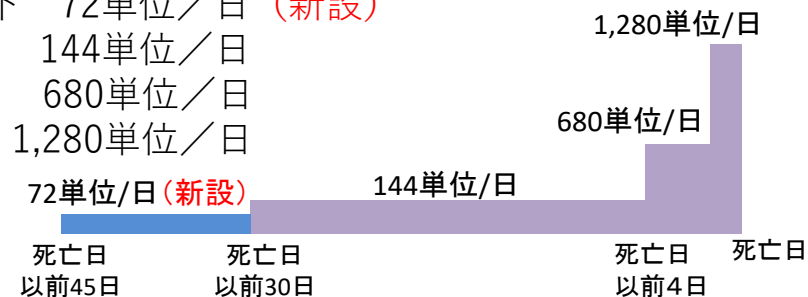 下 72単位／日（新設）
144単位／日
680単位／日
1,280単位／日
1,280単位/日
680単位/日
72単位/日（新設）
144単位/日
死亡日
以前45日
死亡日
以前30日
死亡日
以前４日
死亡日